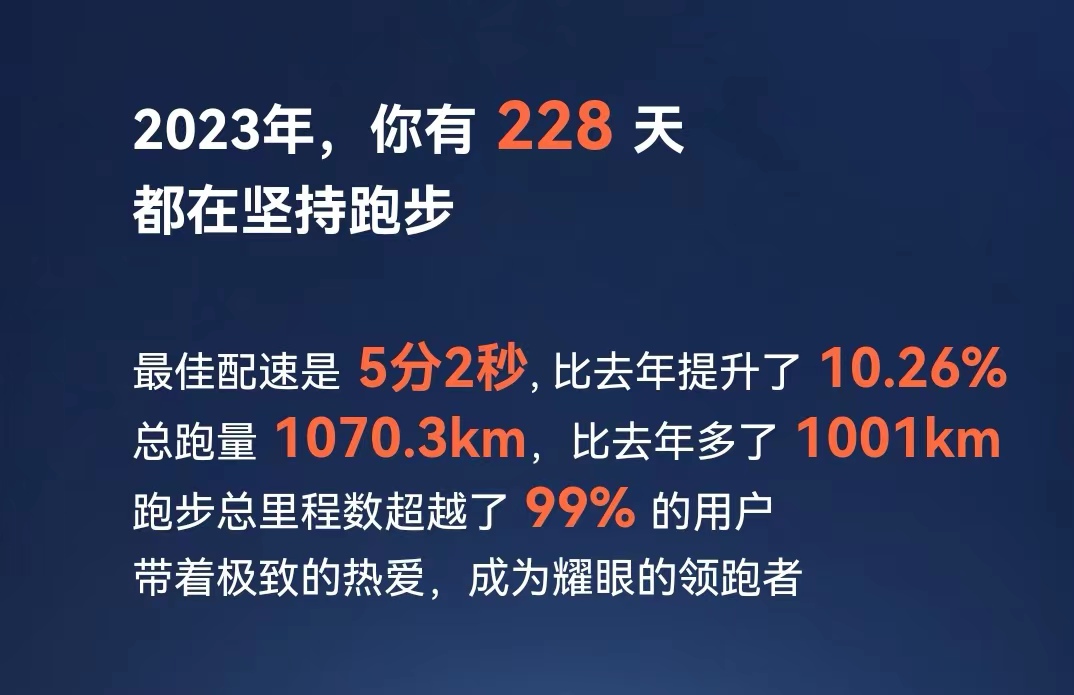 2023年，你有 228 天
都在坚持跑步
最佳配速是 5分2秒, 比去年提升了 10.26%
总跑量 1070.3km，比去年多了 1001km
跑步总里程数超越了 99% 的用户
带着极致的热爱，成为耀眼的领跑者